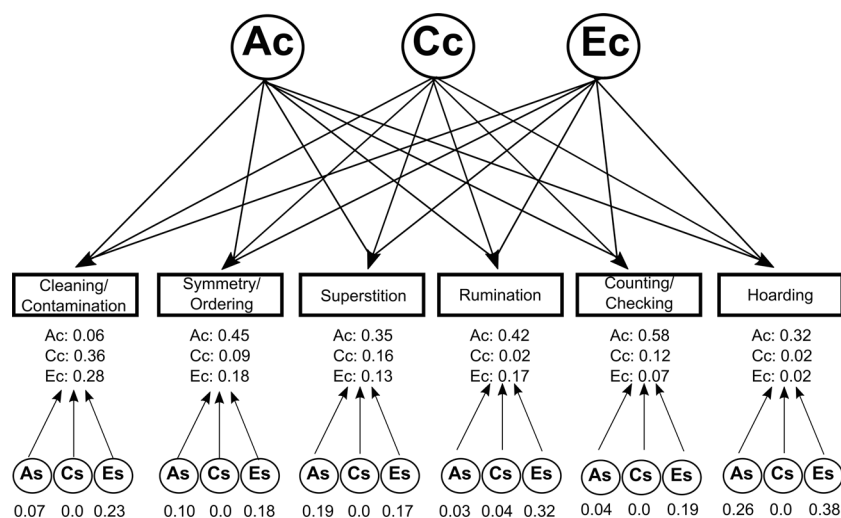 Ac Cc Ec
Cleaning/
Contamination
Symmetry/
Ordering
Superstition
Rumination
Counting/
Checking
Hoarding
Ac: 0.06
Cc: 0.36
Ec: 0.28
Ac: 0.45
Cc: 0.09
Ec: 0.18
Ac: 0.35
Cc: 0.16
Ec: 0.13
Ac: 0.42
Cc: 0.02
Ec: 0.17
Ac: 0.58
Cc: 0.12
Ec: 0.07
Ac: 0.32
Cc: 0.02
Ec: 0.02
As Cs Es As Cs Es As Cs Es As Cs Es As Cs Es As Cs Es
0.07 0.0 0.23 0.10 0.0 0.18 0.19 0.0 0.17 0.03 0.04 0.32 0.04 0.0 0.19 0.26 0.0 0.38